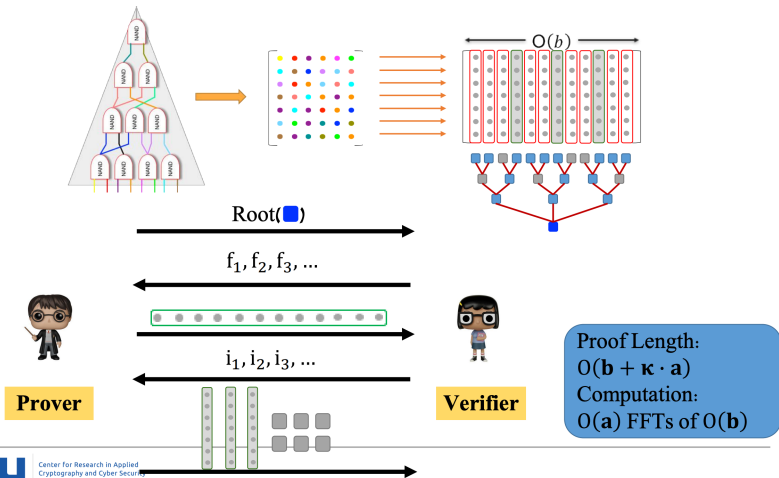 NAND
NAND NAND
NAND NAND NAND
NAND NAND NAND NAND
O(b)
Root(■)
f₁, f₂, f₃, ...
i₁, i₂, i₃, ...
Prover
Verifier
Proof Length:
O(b + κ · a)
Computation:
O(a) FFTs of O(b)
Center for Research in Applied
Cryptography and Cyber Security